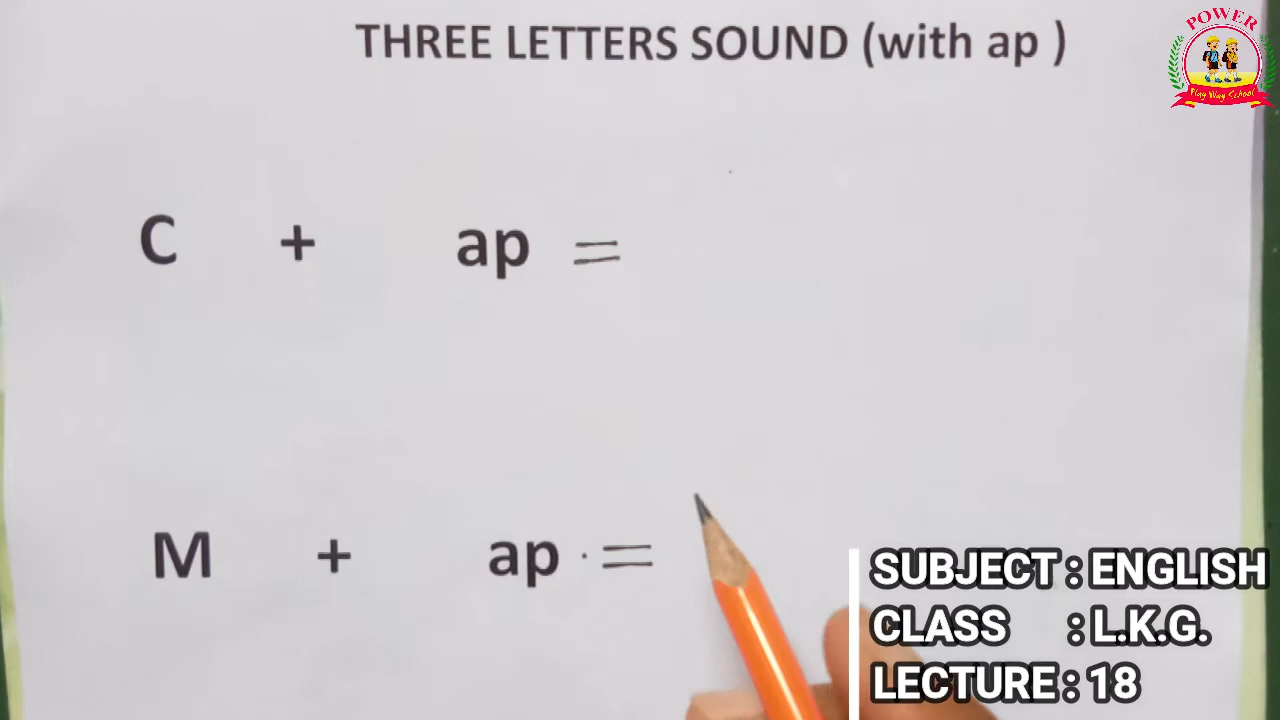 THREE LETTERS SOUND (with ap )
POWER
Play Way School
C + ap =
M + ap =
SUBJECT : ENGLISH
CLASS : L.K.G.
LECTURE : 18